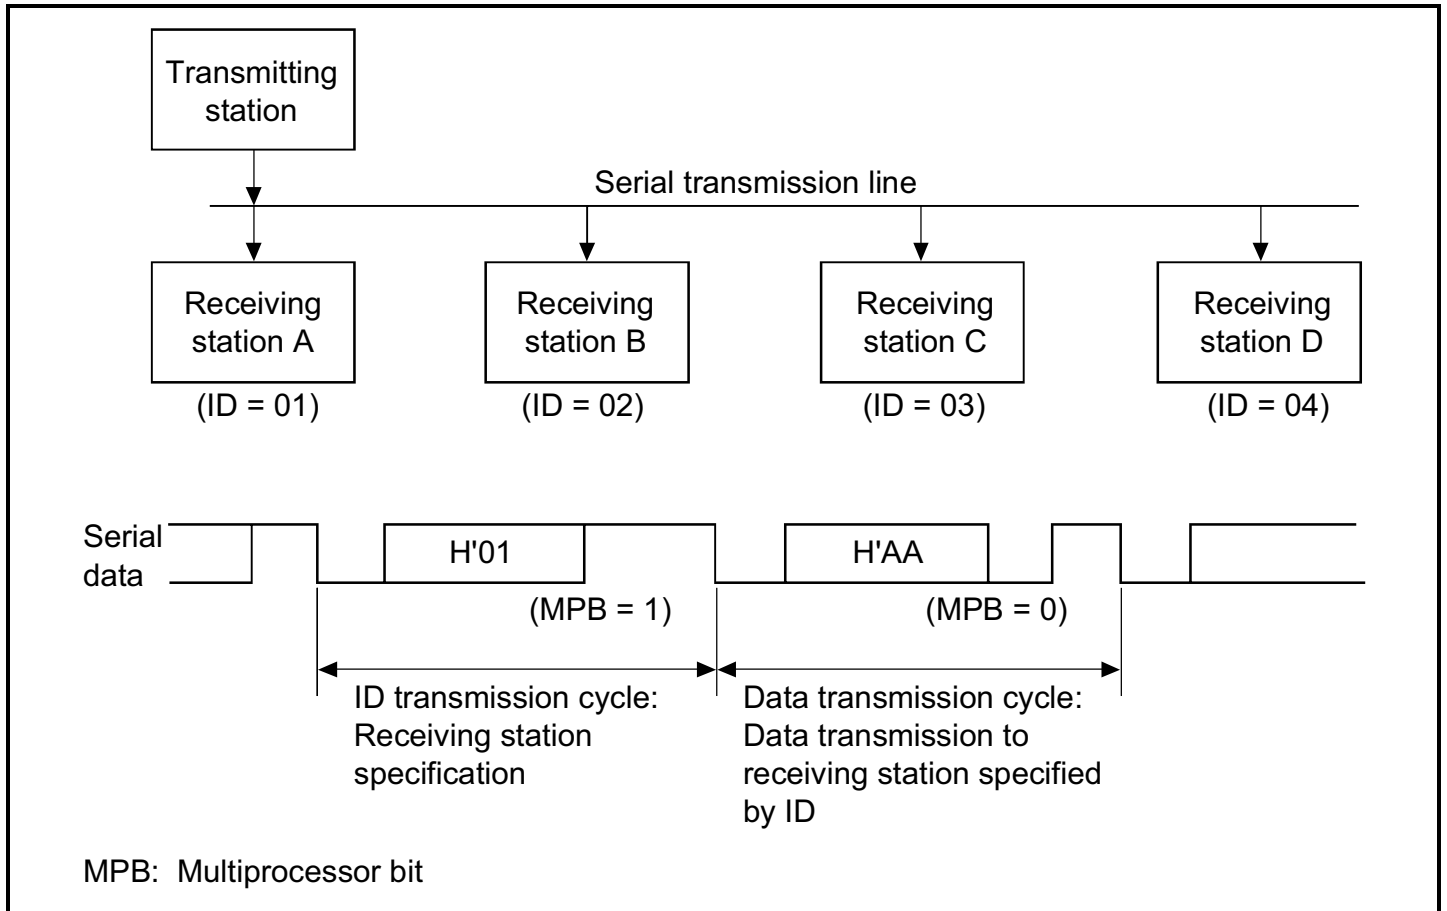 Transmitting
station
Serial transmission line
Receiving
station A
(ID = 01)
Receiving
station B
(ID = 02)
Receiving
station C
(ID = 03)
Receiving
station D
(ID = 04)
Serial
data
H'01
H'AA
(MPB = 1)
(MPB = 0)
ID transmission cycle:
Receiving station
specification
Data transmission cycle:
Data transmission to
receiving station specified
by ID
MPB: Multiprocessor bit